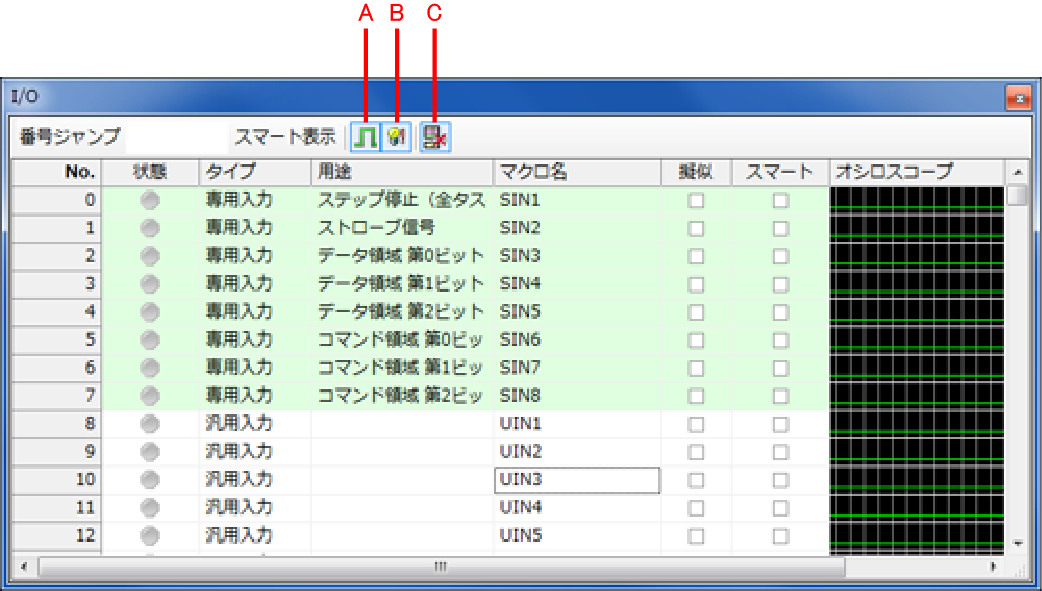 A B C
I/O
番号ジャンプ スマート表示
No. 状態 タイプ 用途 マクロ名 擬似 スマート オシロスコープ
0 専用入力 ステップ停止（全タス SIN1
1 専用入力 ストローブ信号 SIN2
2 専用入力 データ領域 第0ビット SIN3
3 専用入力 データ領域 第1ビット SIN4
4 専用入力 データ領域 第2ビット SIN5
5 専用入力 コマンド領域 第0ビッ SIN6
6 専用入力 コマンド領域 第1ビッ SIN7
7 専用入力 コマンド領域 第2ビッ SIN8
8 汎用入力 UIN1
9 汎用入力 UIN2
10 汎用入力 UIN3
11 汎用入力 UIN4
12 汎用入力 UIN5